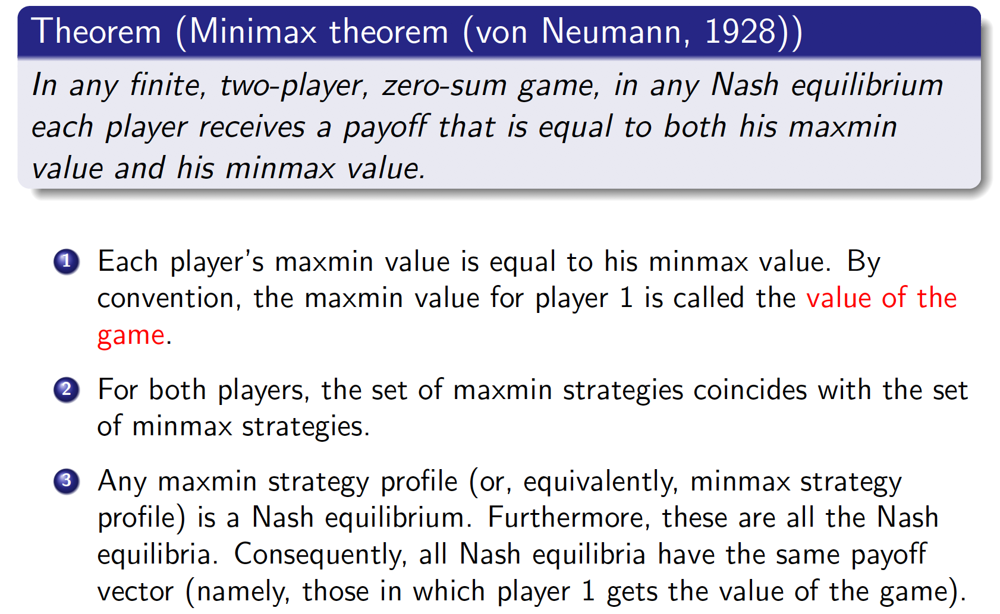 Theorem (Minimax theorem (von Neumann, 1928))
In any finite, two-player, zero-sum game, in any Nash equilibrium
each player receives a payoff that is equal to both his maxmin
value and his minmax value.
1 Each player's maxmin value is equal to his minmax value. By
convention, the maxmin value for player 1 is called the value of the
game.
2 For both players, the set of maxmin strategies coincides with the set
of minmax strategies.
3 Any maxmin strategy profile (or, equivalently, minmax strategy
profile) is a Nash equilibrium. Furthermore, these are all the Nash
equilibria. Consequently, all Nash equilibria have the same payoff
vector (namely, those in which player 1 gets the value of the game).